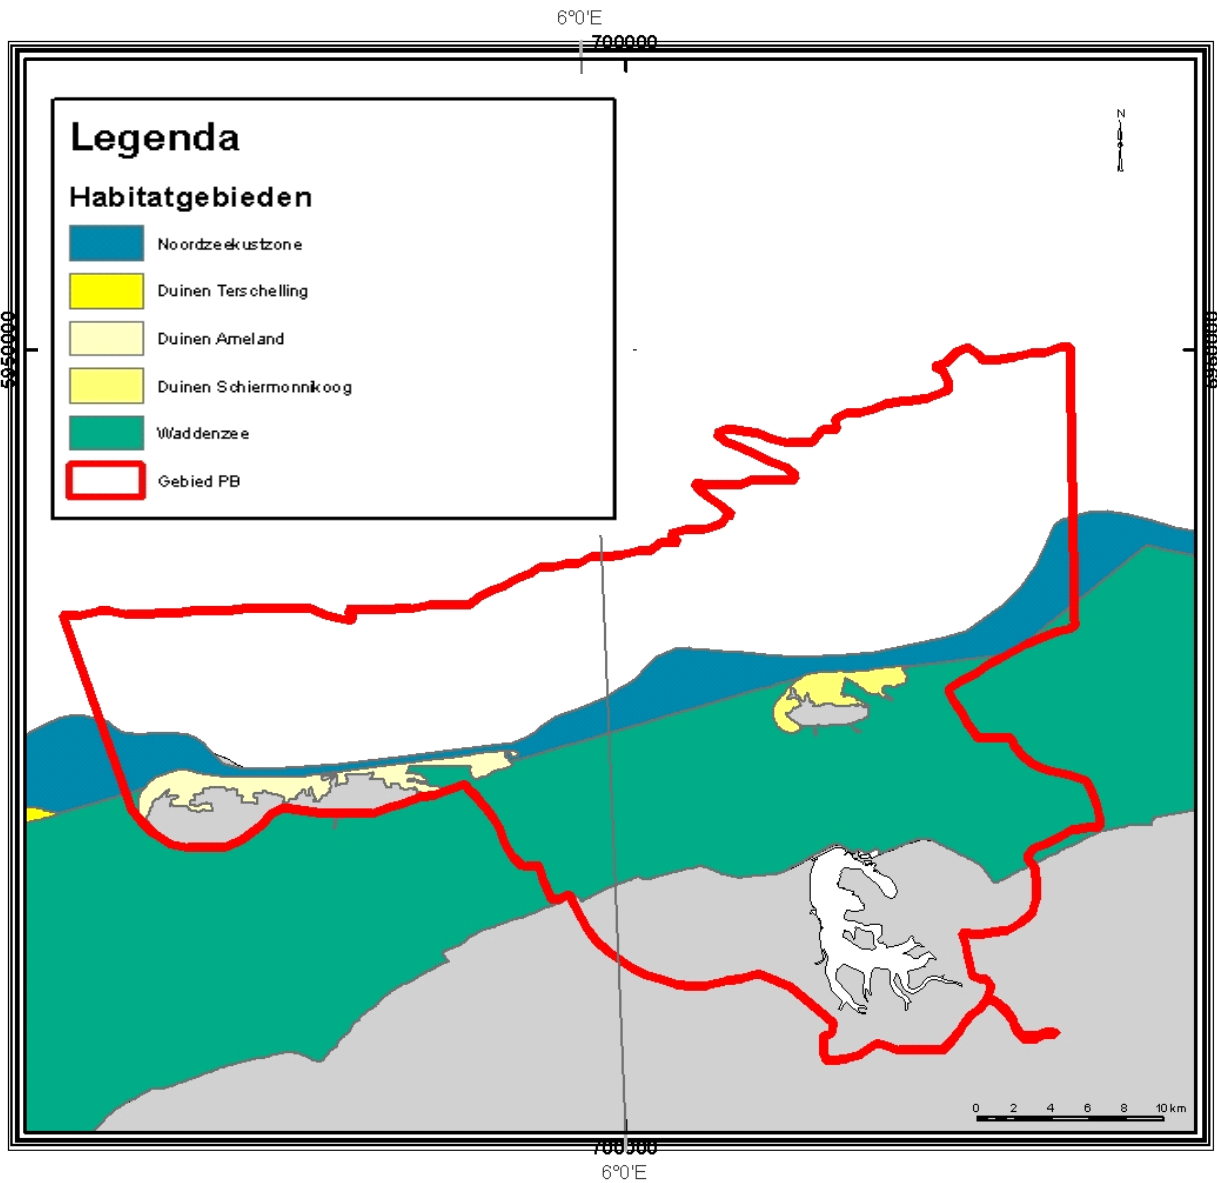 6°0'E
700000
N
Legenda
Habitatgebieden
Noordzeekustzone
Duinen Terschelling
Duinen Ameland
Duinen Schiermonnikoog
Waddenzee
Gebied PB
5950000
5950000
0 2 4 6 8 10 km
700000
6°0'E